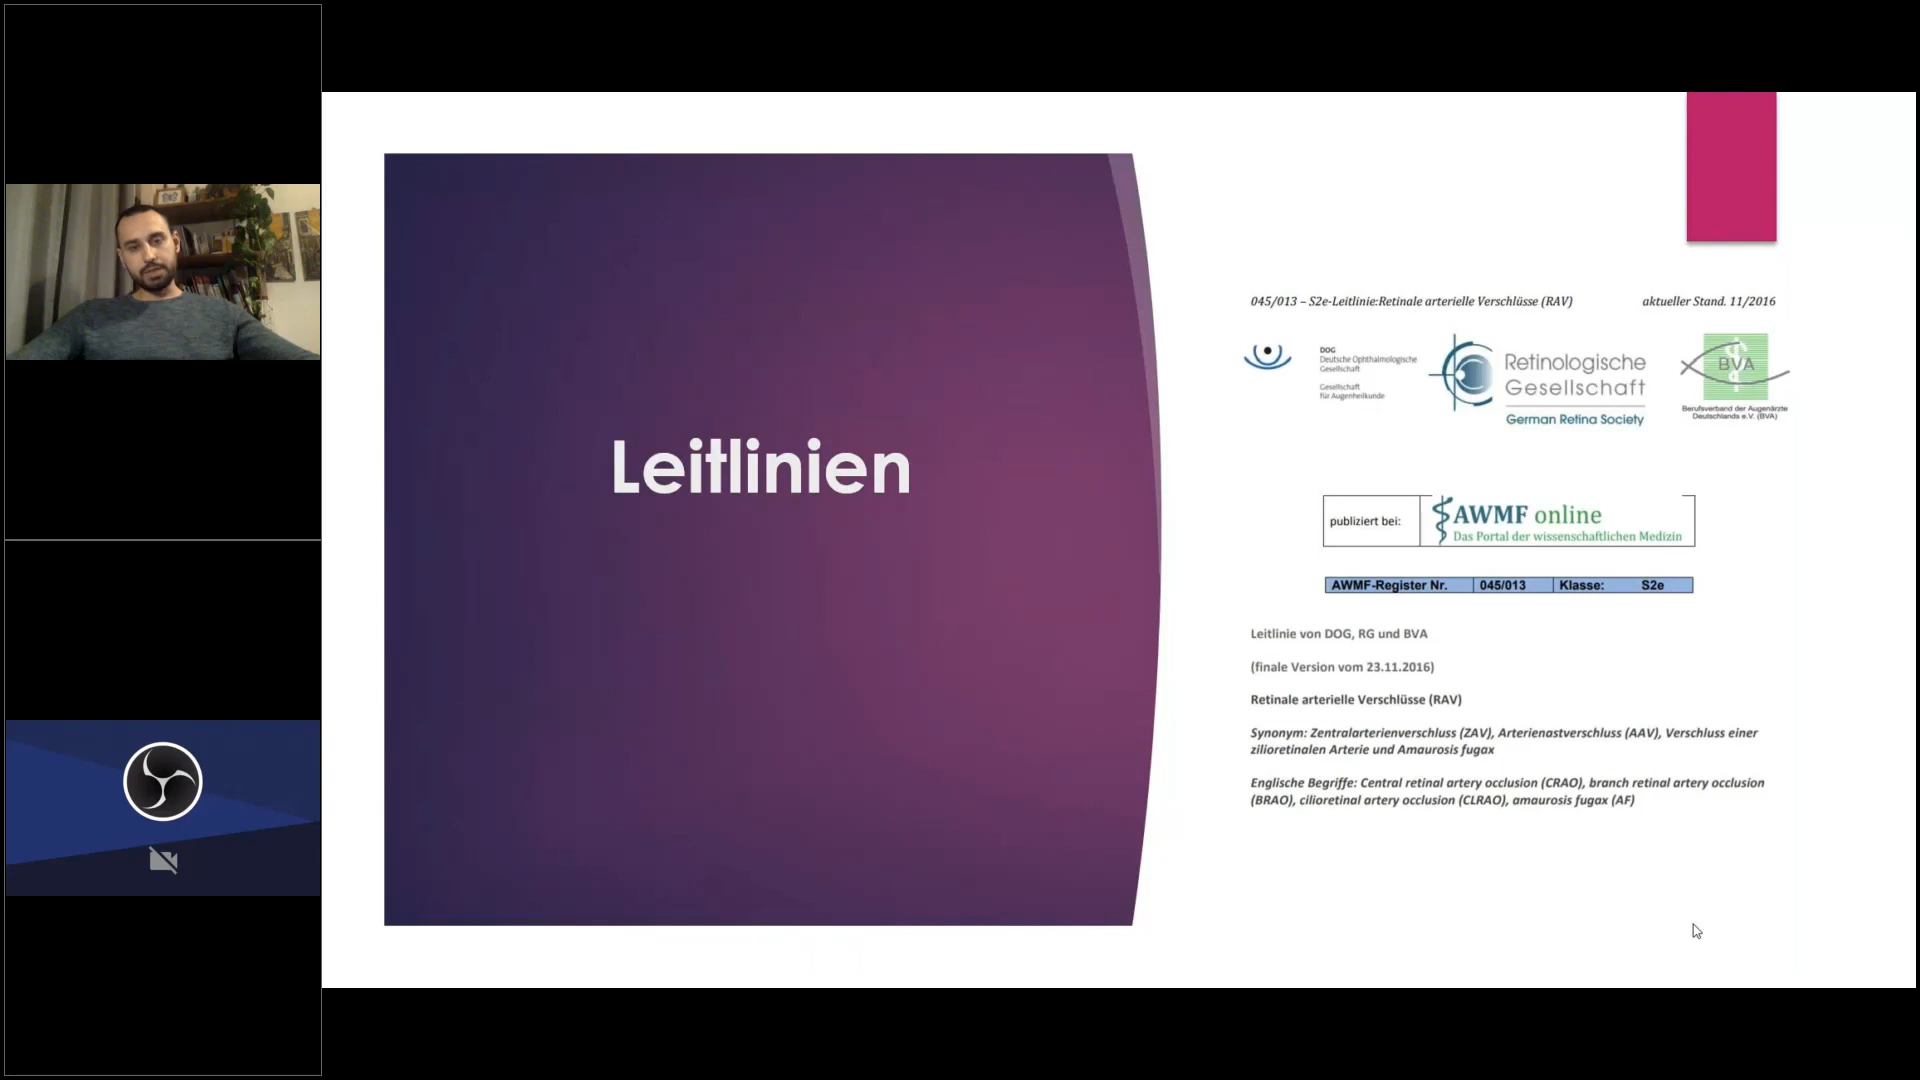 Leitlinien
045/013 – S2e-Leitlinie:Retinale arterielle Verschlüsse (RAV) aktueller Stand. 11/2016
DOG
Deutsche Ophthalmologische
Gesellschaft
Gesellschaft
für Augenheilkunde
Retinologische
Gesellschaft
German Retina Society
BVA
Berufsverband der Augenärzte
Deutschlands e.V. (BVA)
publiziert bei:
AWMF online
Das Portal der wissenschaftlichen Medizin
AWMF-Register Nr. 045/013 Klasse: S2e
Leitlinie von DOG, RG und BVA
(finale Version vom 23.11.2016)
Retinale arterielle Verschlüsse (RAV)
Synonym: Zentralarterienverschluss (ZAV), Arterienastverschluss (AAV), Verschluss einer
zilioretinalen Arterie und Amaurosis fugax
Englische Begriffe: Central retinal artery occlusion (CRAO), branch retinal artery occlusion
(BRAO), cilioretinal artery occlusion (CLRAO), amaurosis fugax (AF)